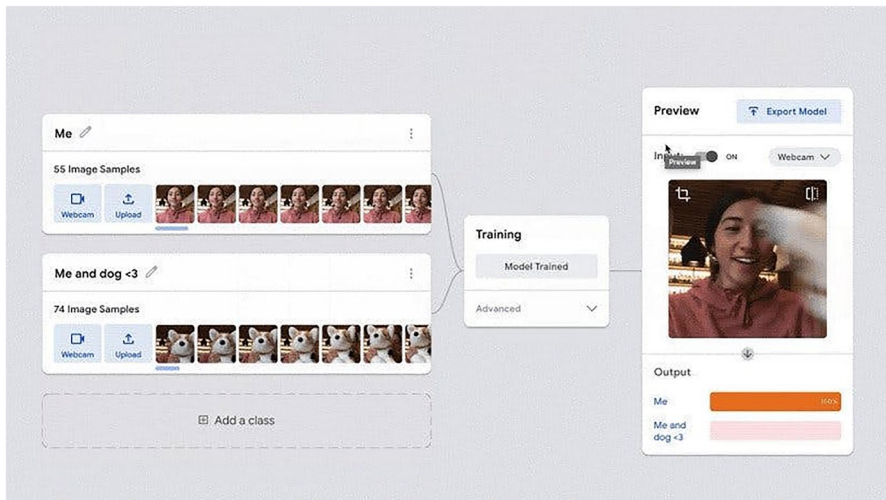 Me
55 Image Samples
Webcam
Upload
Me and dog <3
74 Image Samples
Webcam
Upload
Add a class
Training
Model Trained
Advanced
Preview
Export Model
ON
Preview
Webcam
Output
Me
100%
Me and
dog <3